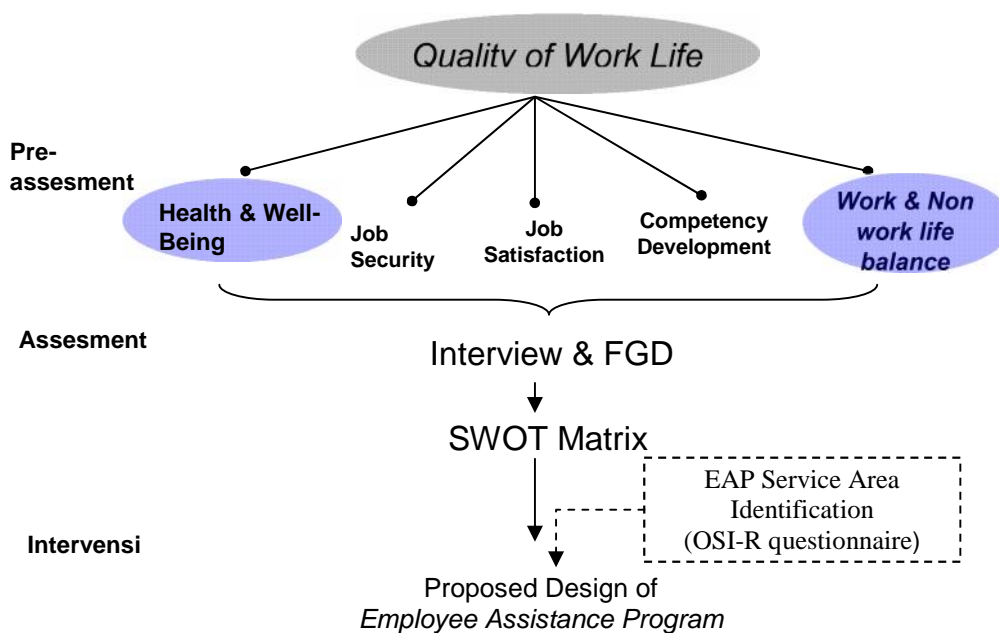 Quality of Work Life
Pre-
assesment
Health & Well-
Being
Job
Security
Job
Satisfaction
Competency
Development
Work & Non
work life
balance
Assesment
Interview & FGD
SWOT Matrix
EAP Service Area
Identification
(OSI-R questionnaire)
Intervensi
Proposed Design of
Employee Assistance Program